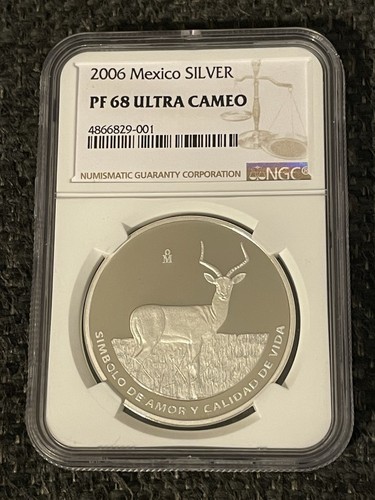 2006 Mexico SILVER
PF 68 ULTRA CAMEO
4866829-001
NUMISMATIC GUARANTY CORPORATION
NGC®
oM
SIMBOLO DE AMOR Y CALIDAD DE VIDA